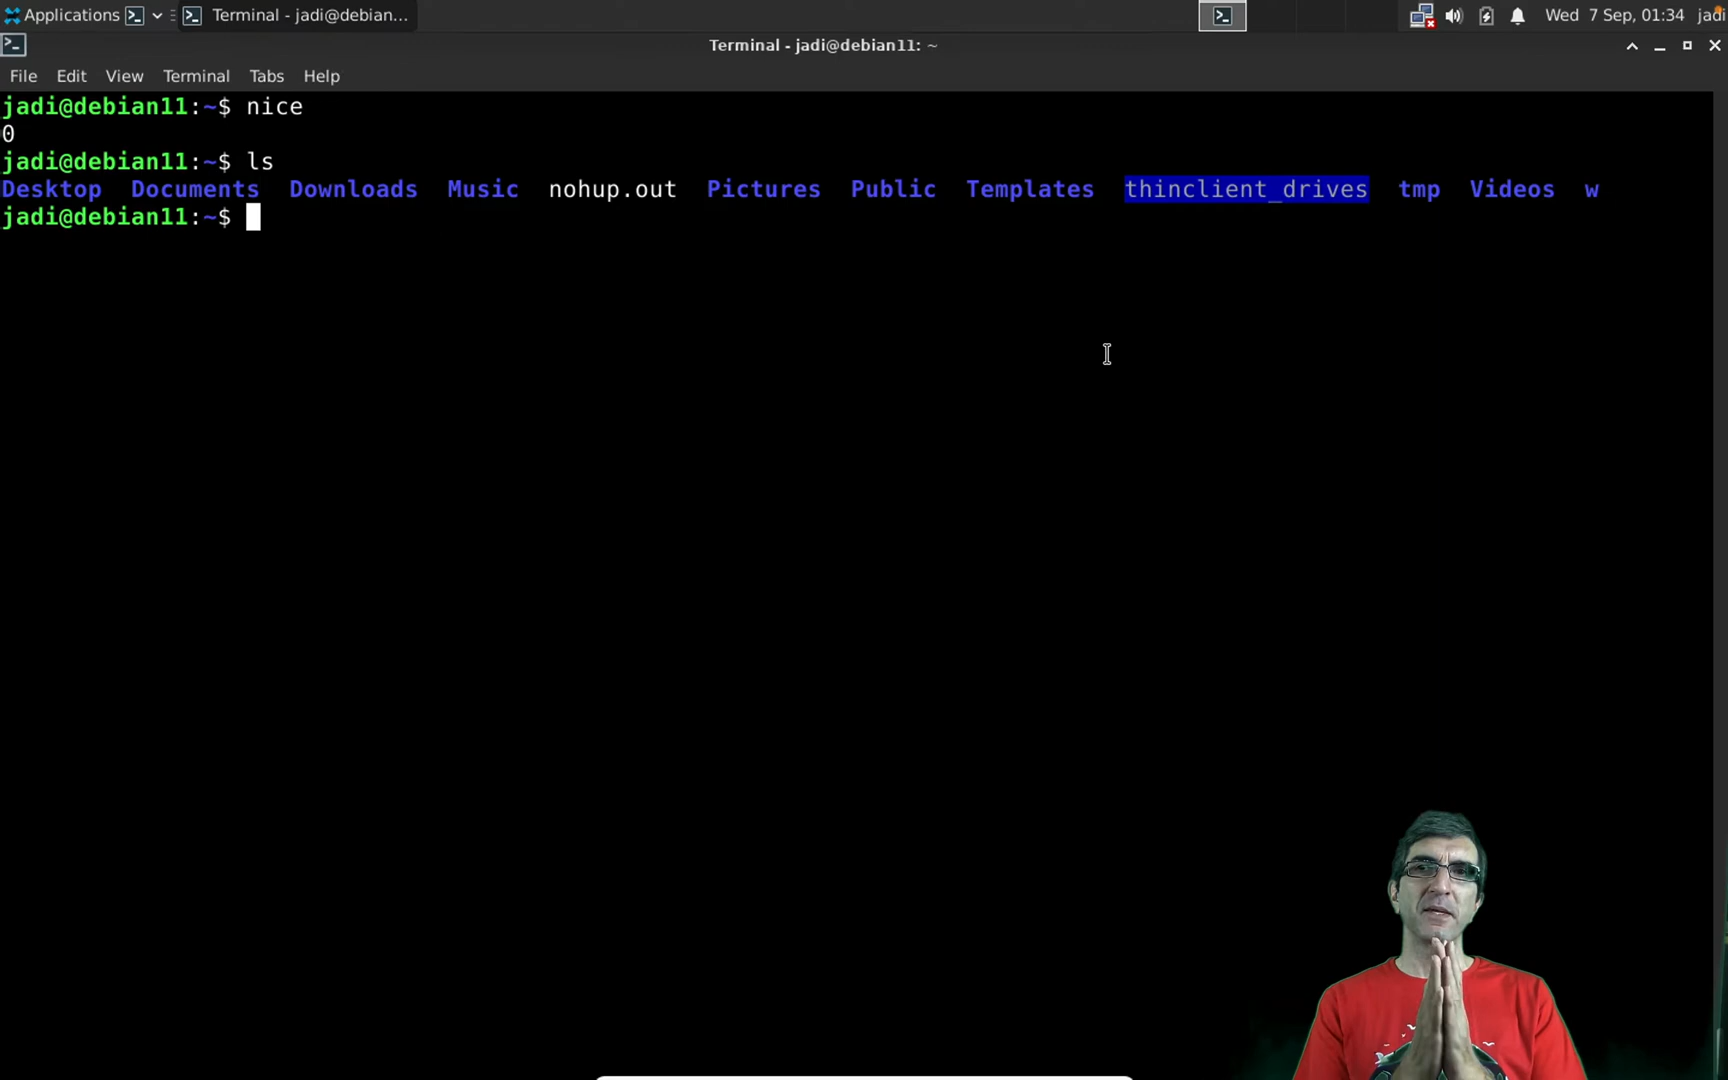 Applications
Terminal - jadi@debian...
Wed 7 Sep, 01:34
jadi
Terminal - jadi@debian11: ~
File Edit View Terminal Tabs Help
jadi@debian11:~$ nice
0
jadi@debian11:~$ ls
Desktop Documents Downloads Music nohup.out Pictures Public Templates thinclient_drives tmp Videos w
jadi@debian11:~$